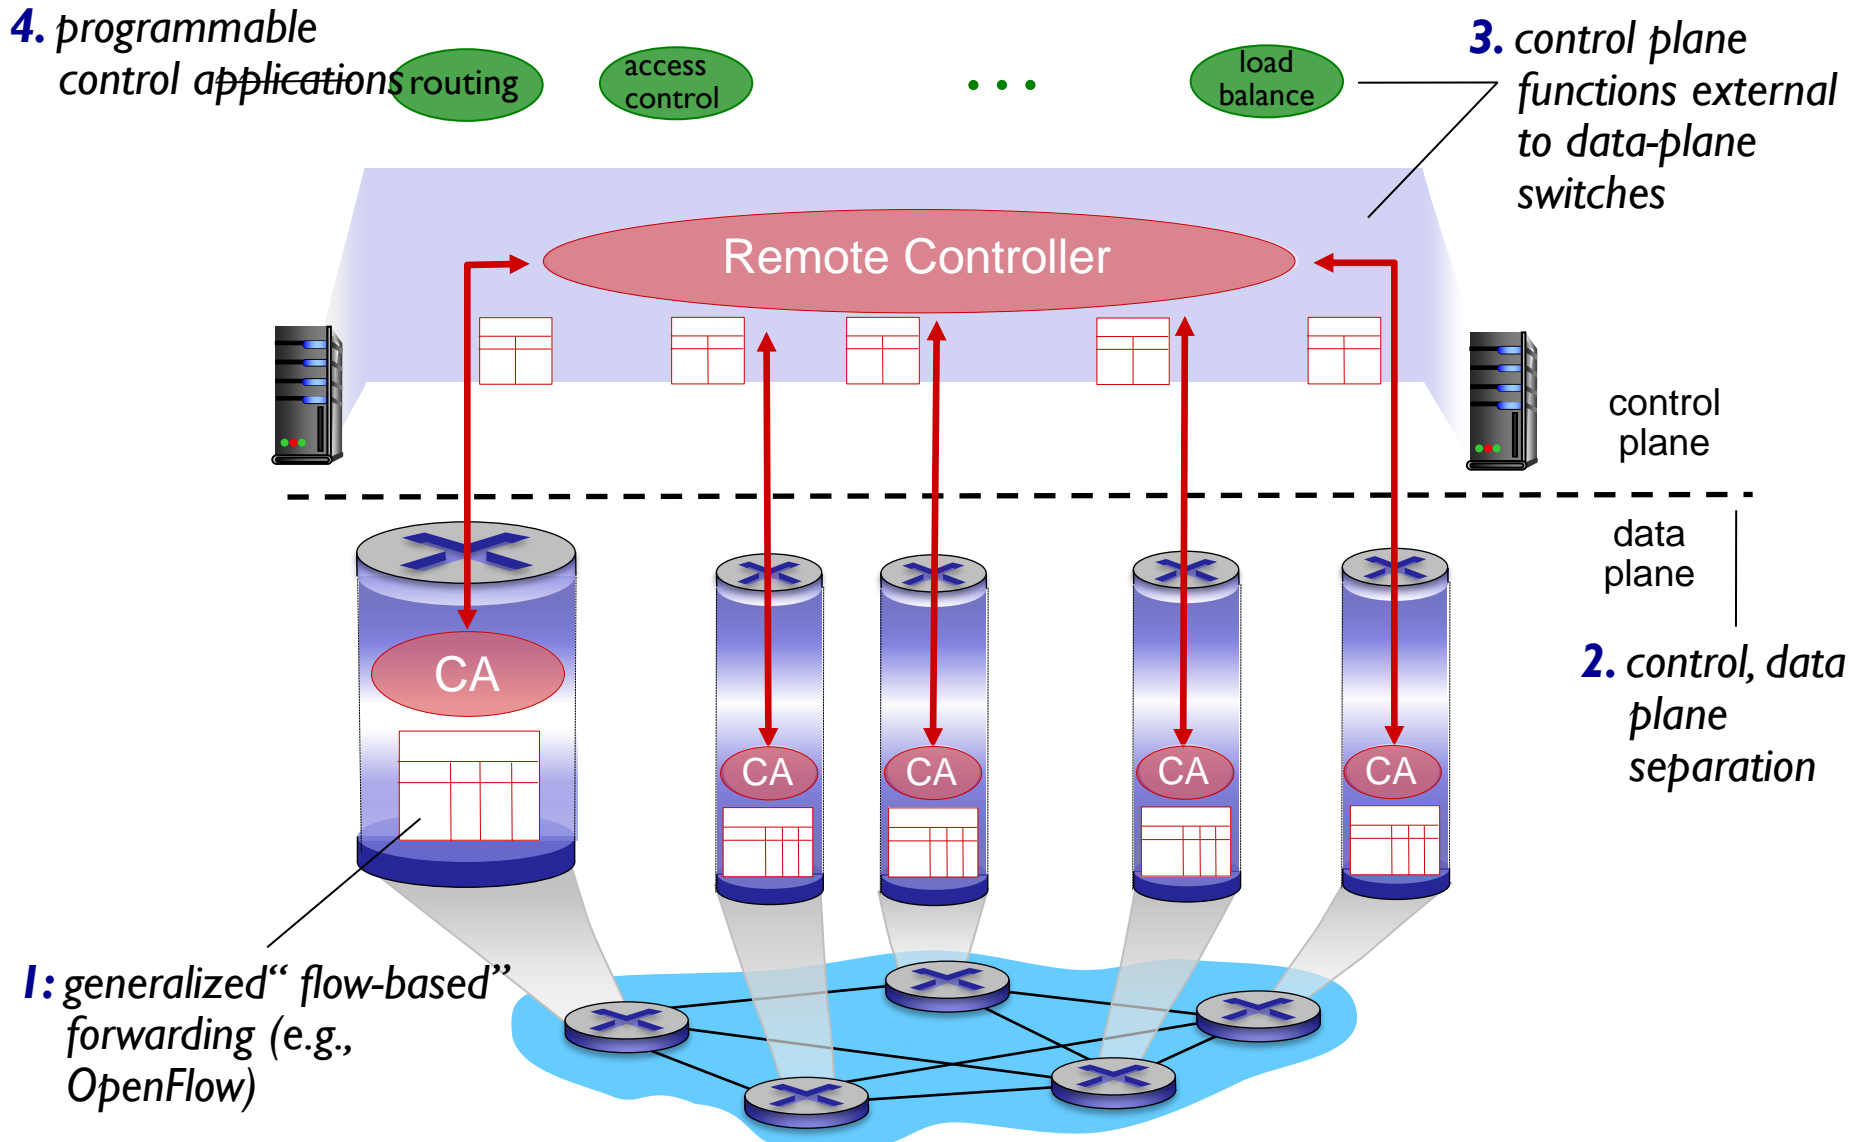 4. programmable
control applications
routing
access
control
...
load
balance
3. control plane
functions external
to data-plane
switches
Remote Controller
control
plane
data
plane
CA
CA
CA
CA
CA
2. control, data
plane
separation
1: generalized“ flow-based”
forwarding (e.g.,
OpenFlow)